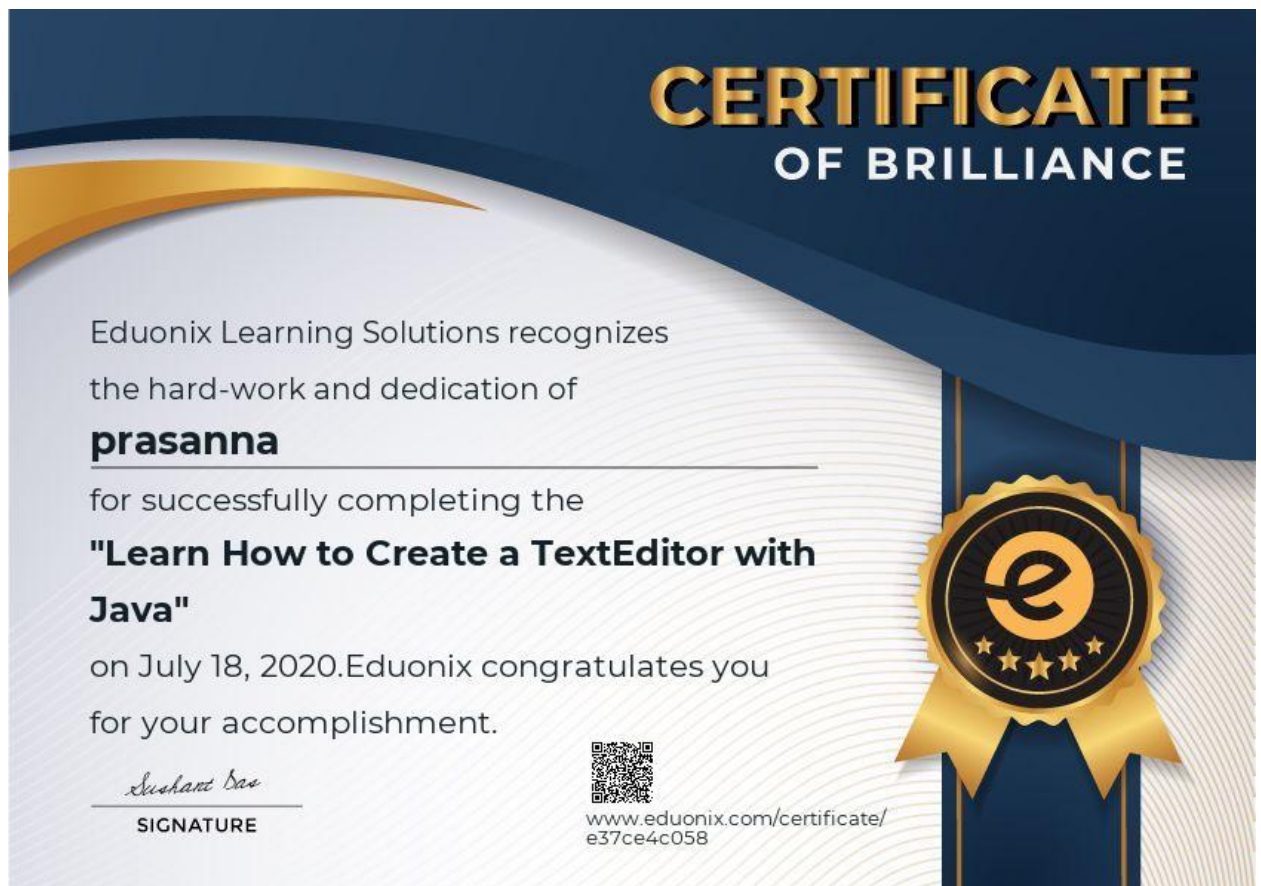 CERTIFICATE
OF BRILLIANCE
Eduonix Learning Solutions recognizes
the hard-work and dedication of
prasanna
for successfully completing the
"Learn How to Create a TextEditor with
Java"
on July 18, 2020.Eduonix congratulates you
for your accomplishment.
Sushant Das
SIGNATURE
www.eduonix.com/certificate/
e37ce4c058